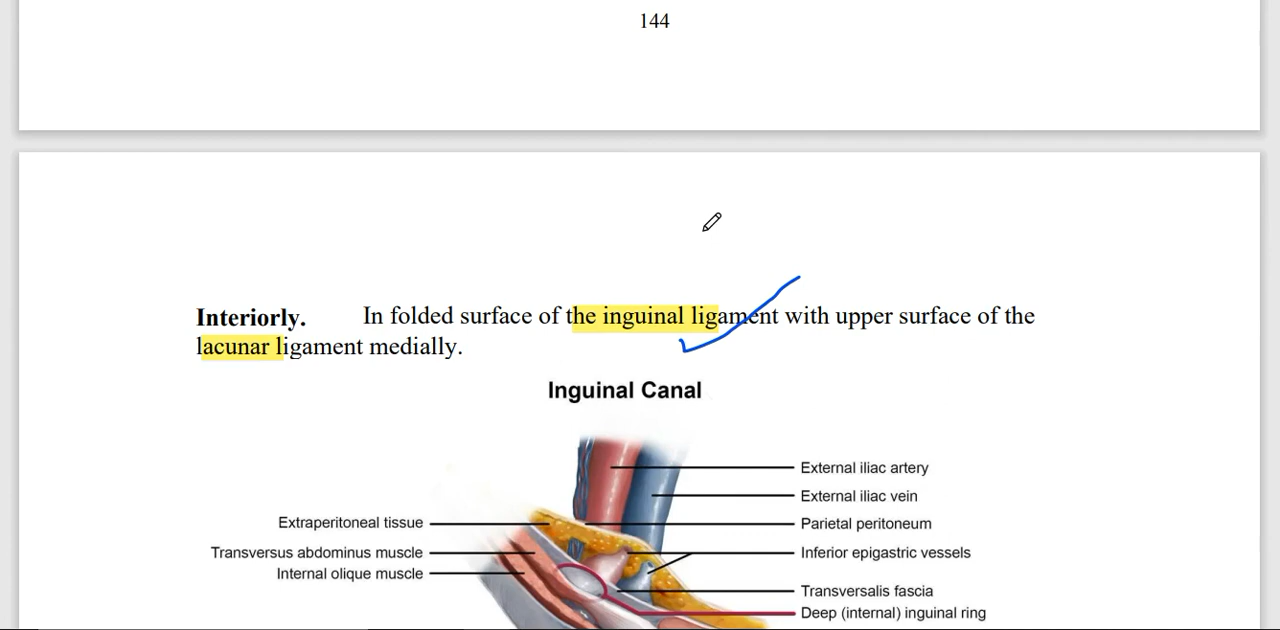 144
Interiorly. In folded surface of the inguinal ligament with upper surface of the
lacunar ligament medially.
Inguinal Canal
External iliac artery
External iliac vein
Extraperitoneal tissue
Parietal peritoneum
Transversus abdominus muscle
Inferior epigastric vessels
Internal olique muscle
Transversalis fascia
Deep (internal) inguinal ring